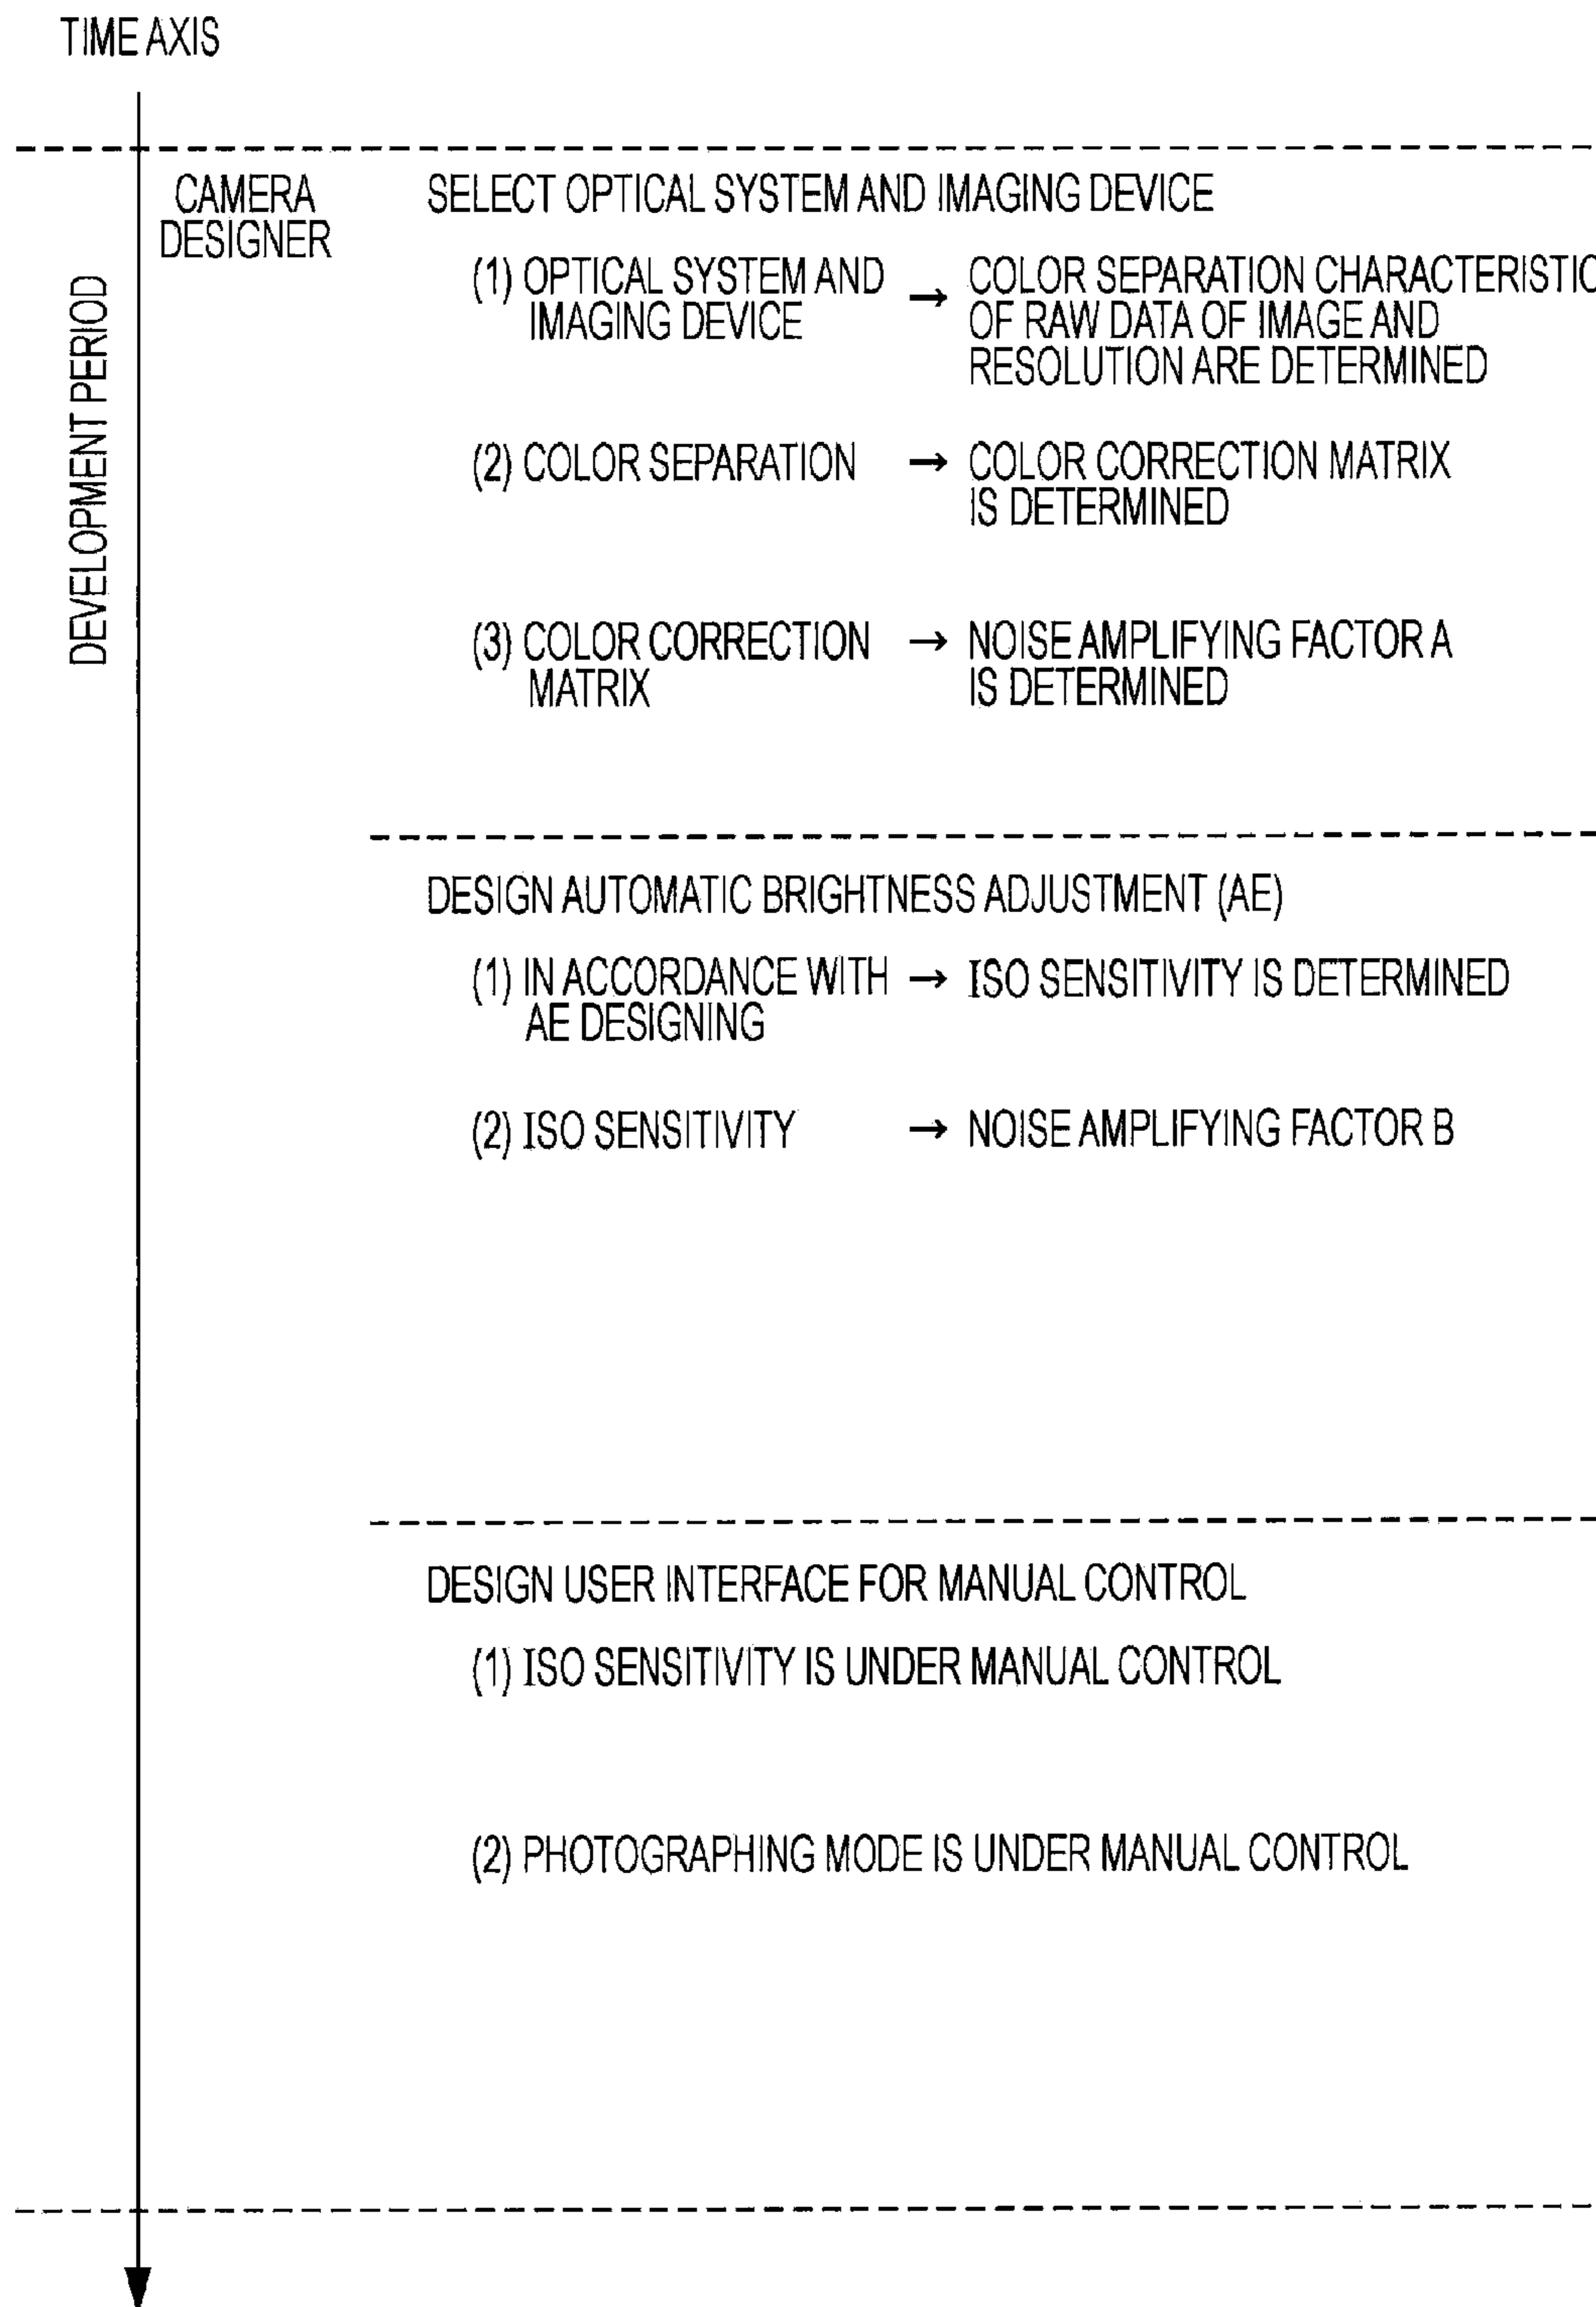 TIME AXIS
DEVELOPMENT PERIOD
CAMERA
DESIGNER
SELECT OPTICAL SYSTEM AND IMAGING DEVICE
(1) OPTICAL SYSTEM AND → COLOR SEPARATION CHARACTERISTIC
IMAGING DEVICE OF RAW DATA OF IMAGE AND
RESOLUTION ARE DETERMINED
(2) COLOR SEPARATION → COLOR CORRECTION MATRIX
IS DETERMINED
(3) COLOR CORRECTION → NOISE AMPLIFYING FACTOR A
MATRIX IS DETERMINED
DESIGN AUTOMATIC BRIGHTNESS ADJUSTMENT (AE)
(1) IN ACCORDANCE WITH → ISO SENSITIVITY IS DETERMINED
AE DESIGNING
(2) ISO SENSITIVITY → NOISE AMPLIFYING FACTOR B
DESIGN USER INTERFACE FOR MANUAL CONTROL
(1) ISO SENSITIVITY IS UNDER MANUAL CONTROL
(2) PHOTOGRAPHING MODE IS UNDER MANUAL CONTROL